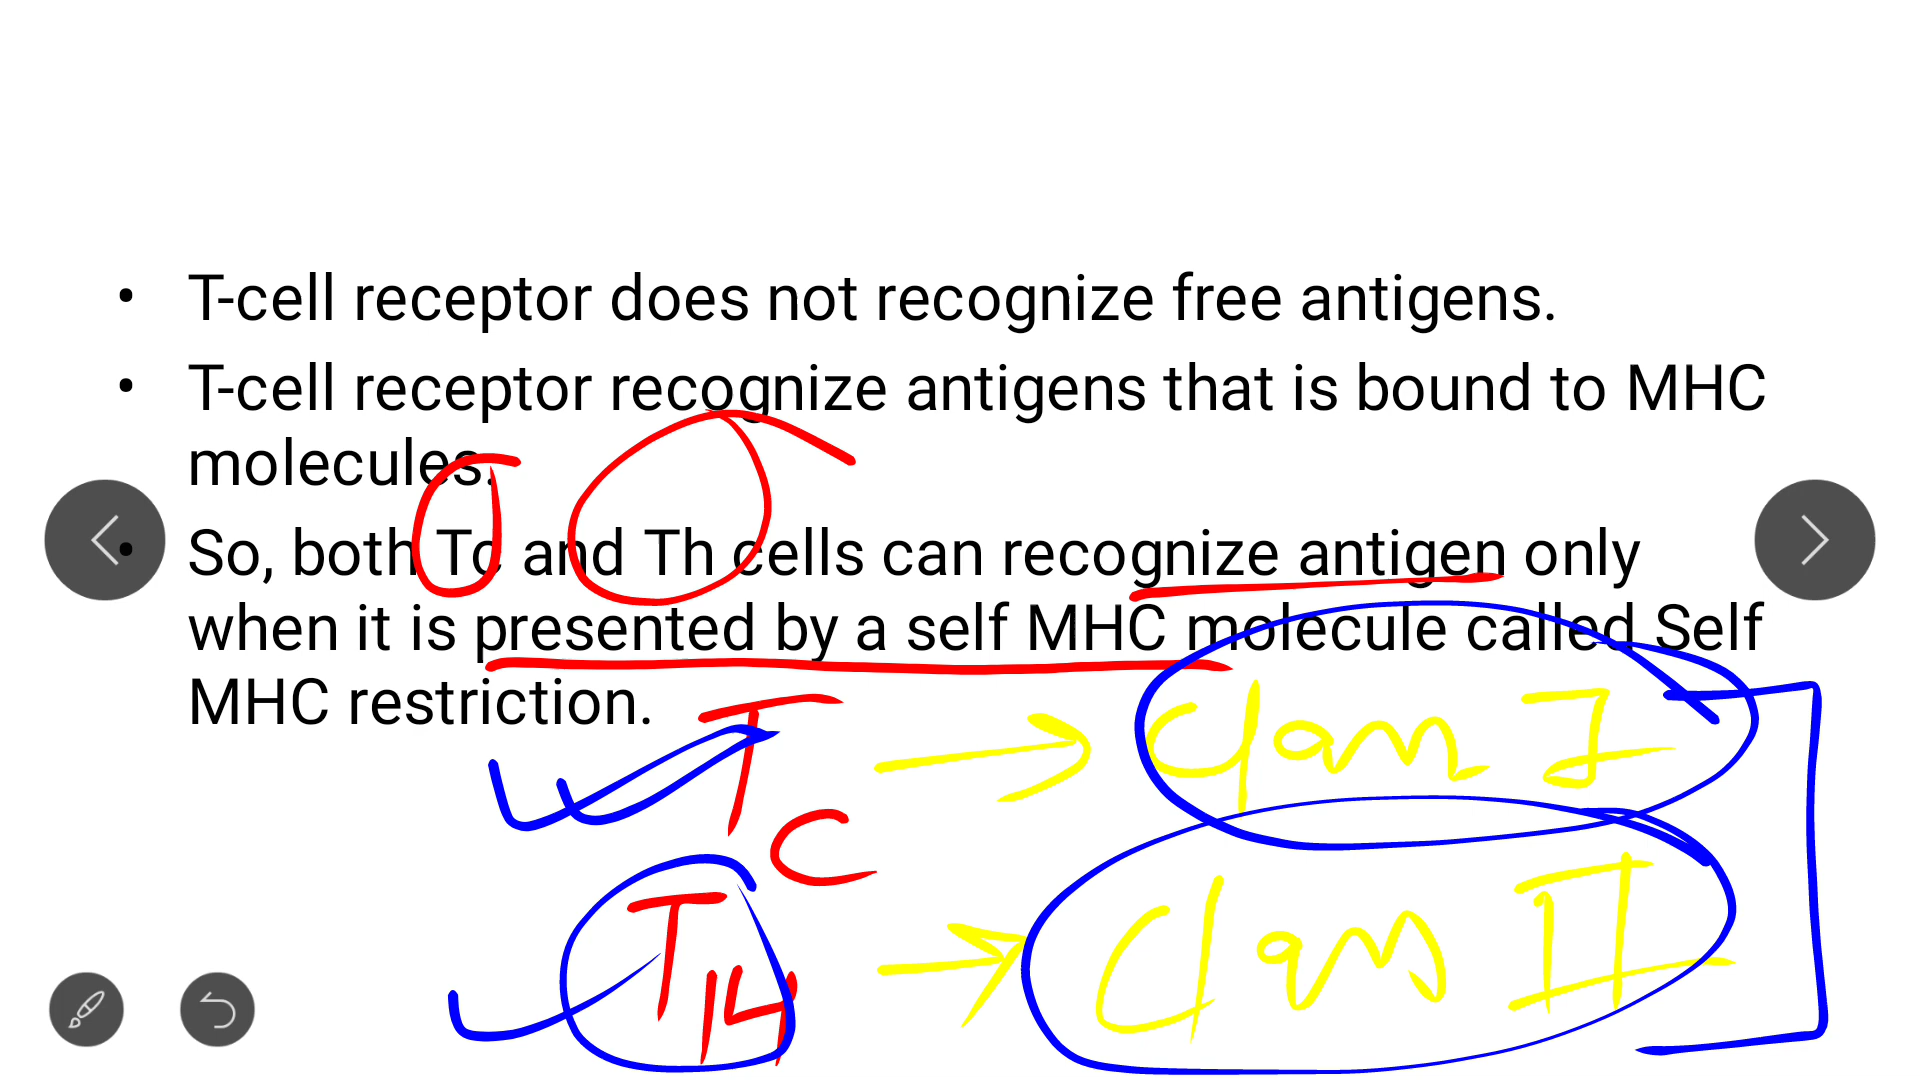 • T-cell receptor does not recognize free antigens.
• T-cell receptor recognize antigens that is bound to MHC
molecules.
• So, both Tc and Th cells can recognize antigen only
when it is presented by a self MHC molecule called Self
MHC restriction.
TC → Class I
TH → Class II